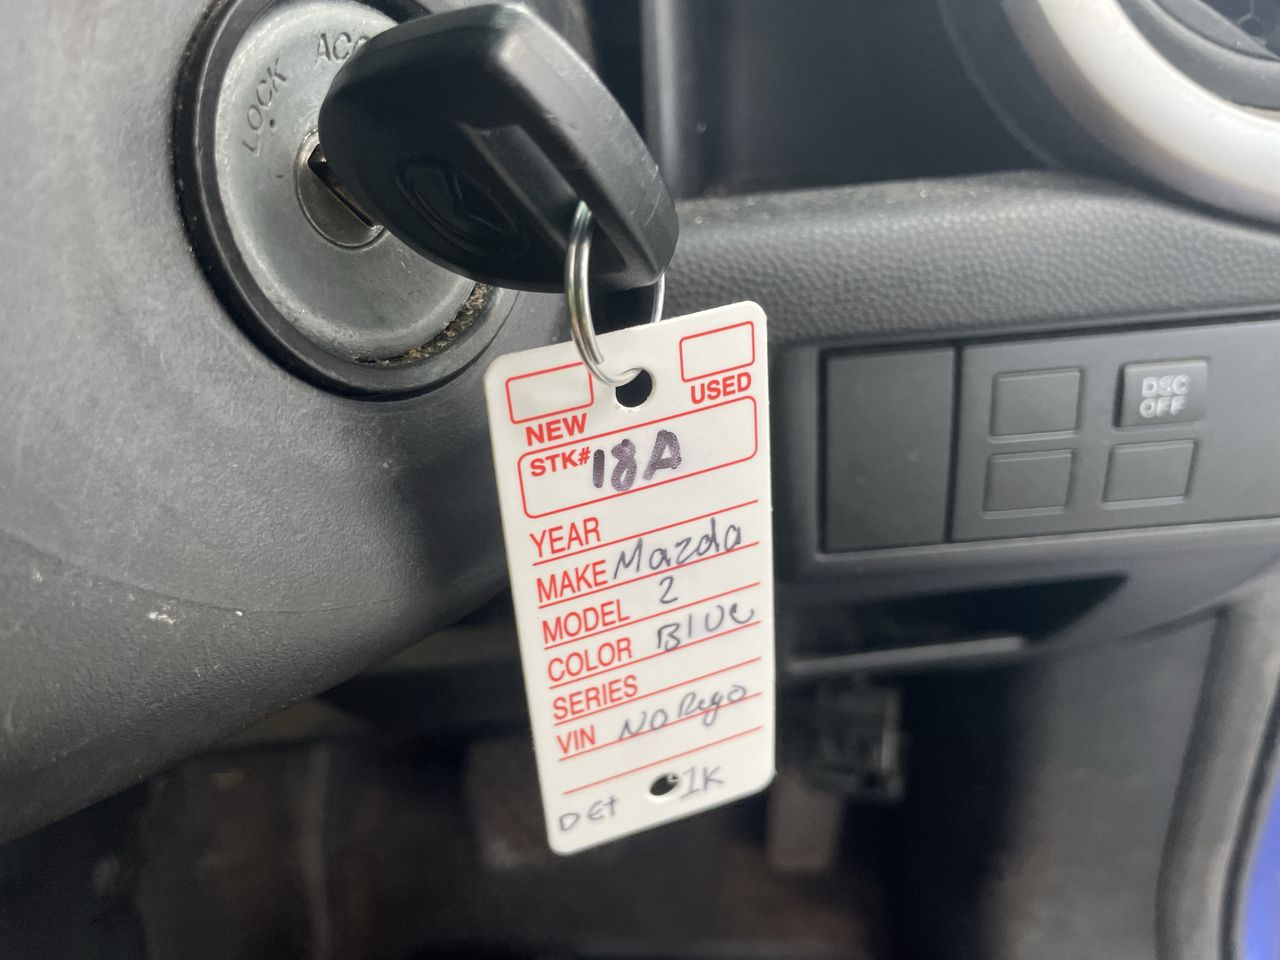 LOCK ACC
NEW USED
STK# 18A
YEAR
MAKE Mazda
MODEL 2
COLOR Blue
SERIES
VIN NO Rego
DEt 1K
DSC
OFF